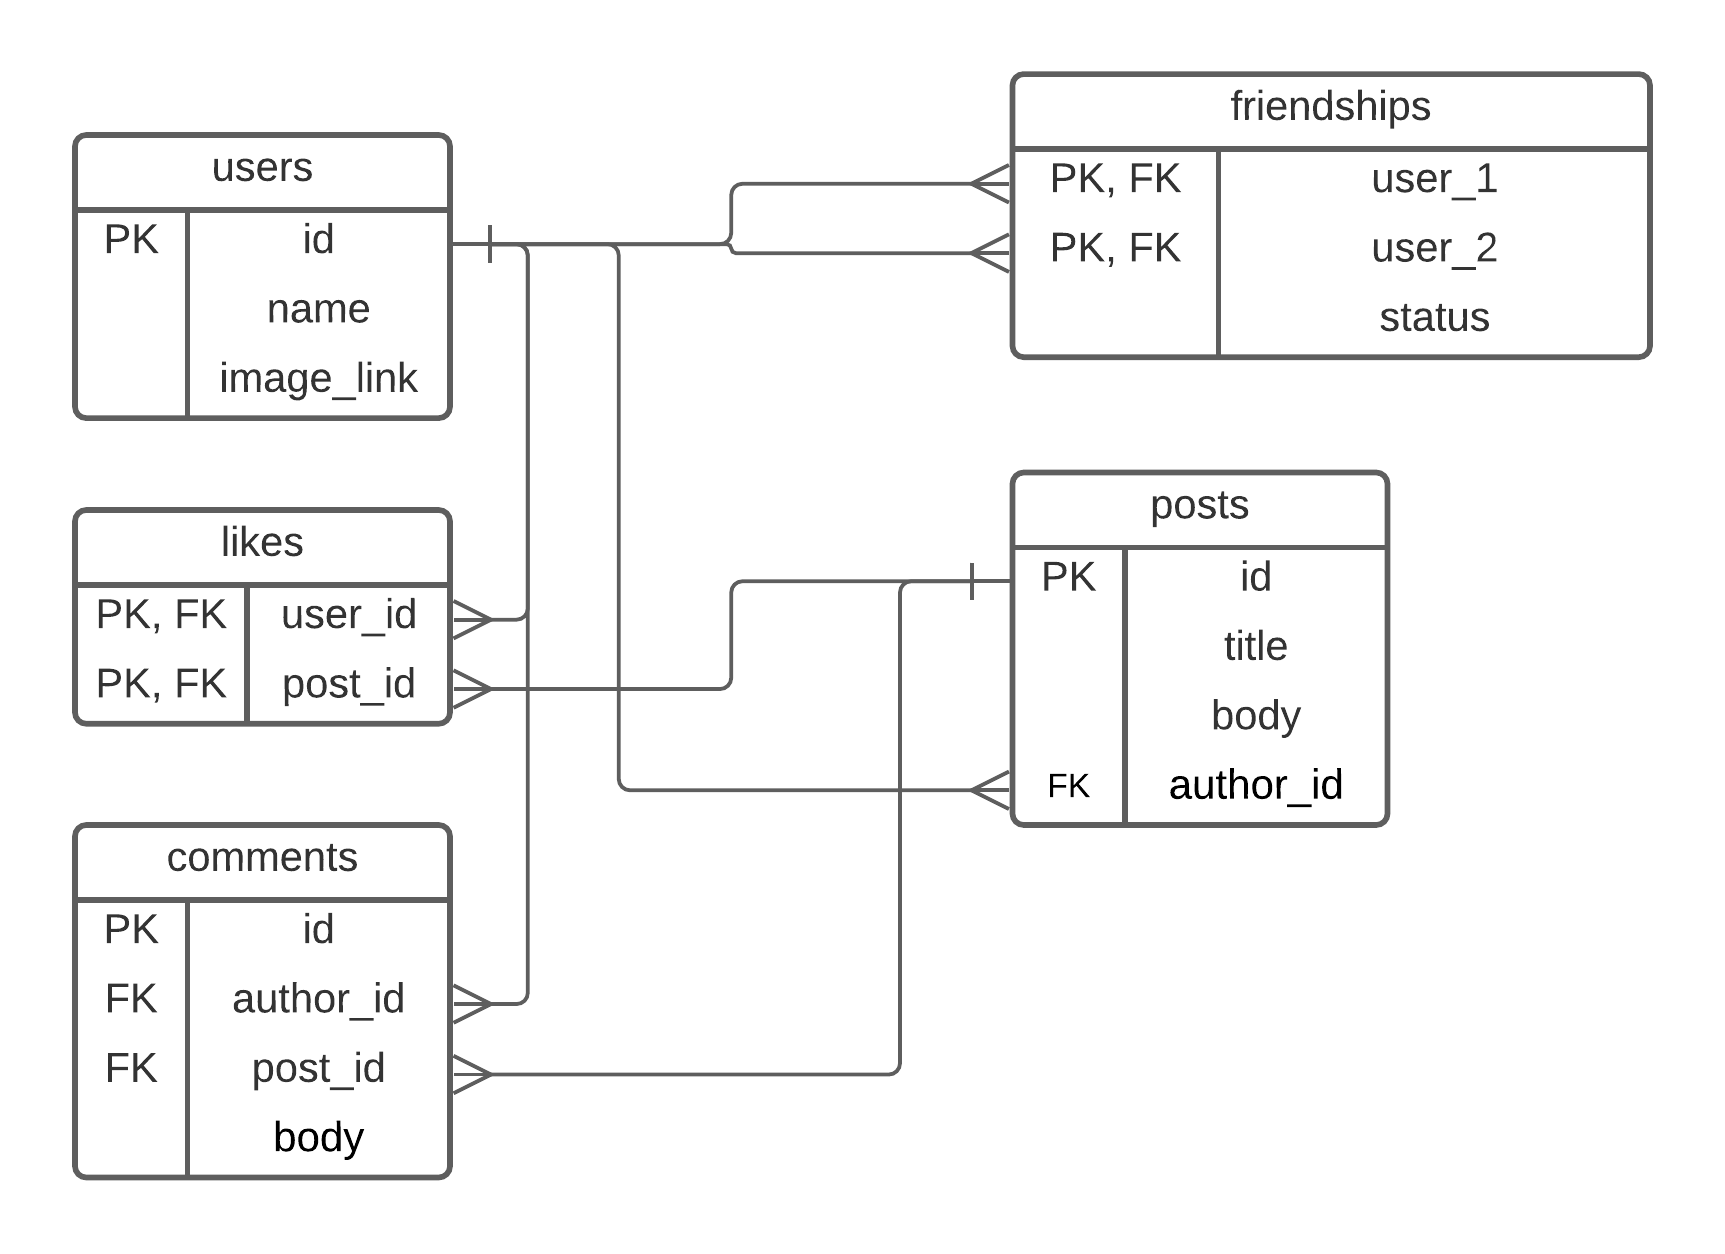 users
PK id
name
image_link
friendships
PK, FK user_1
PK, FK user_2
status
likes
PK, FK user_id
PK, FK post_id
posts
PK id
title
body
FK author_id
comments
PK id
FK author_id
FK post_id
body